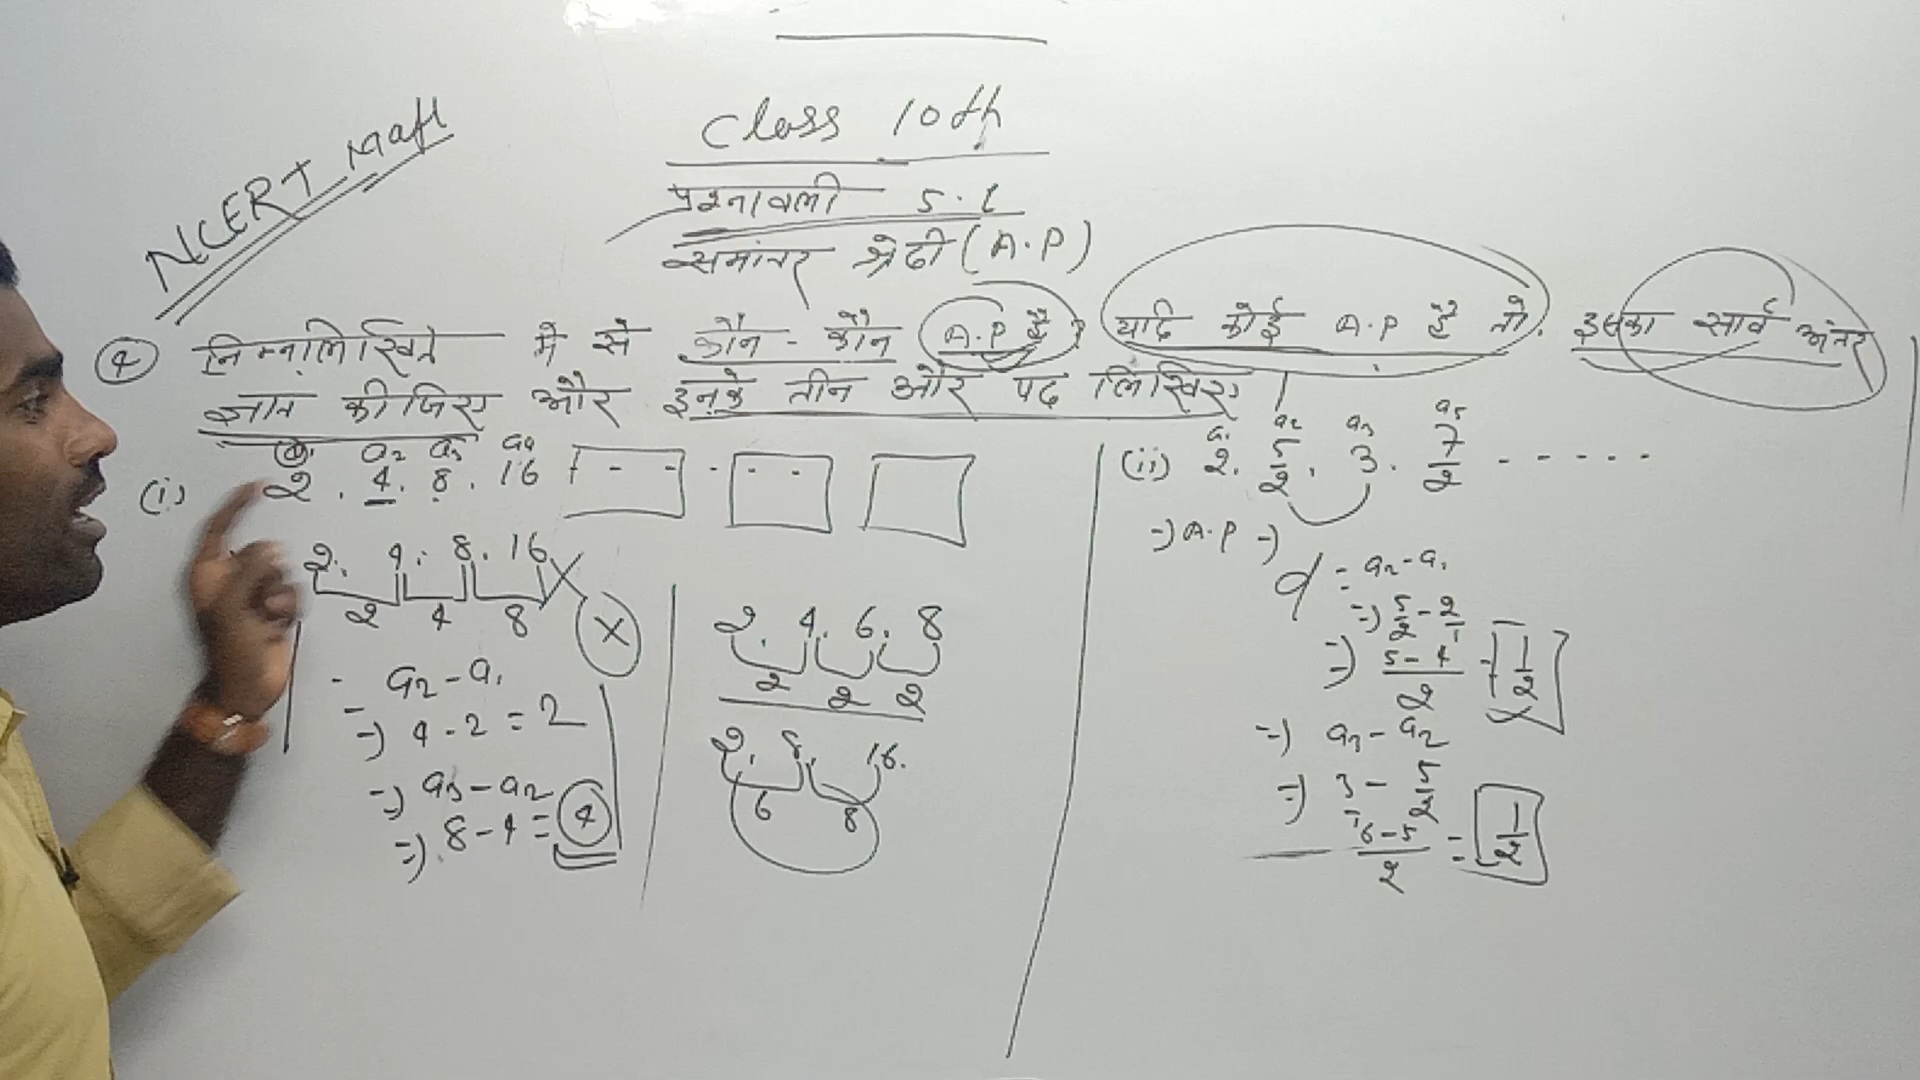 NCERT Math
Class 10th
प्रश्नावली 5.1
समांतर श्रेढी (A.P)
④ निम्नलिखित में से कौन - कौन A.P है? यदि कोई A.P है तो, इसका सार्व अंतर
ज्ञात कीजिए और इनके तीन और पद लिखिए।
a1 a2 a3 a4
(i) 2, 4, 8, 16 - - - - -
2, 4, 8, 16 X
2 4 8 X
- a2 - a1
=) 4 - 2 = 2
=) a3 - a2
=) 8 - 4 = 4
2, 4, 6, 8
2 2 2
2, 8, 16.
6 8
a1 a2 a3
(ii) 2, 5/2, 3, 7/2 - - - - - -
=) A.P =)
d = a2 - a1
=) 5/2 - 2/1
=) 5-4/2 = 1/2
=) a3 - a2
=) 3/1 - 5/2
6-5/2 = 1/2